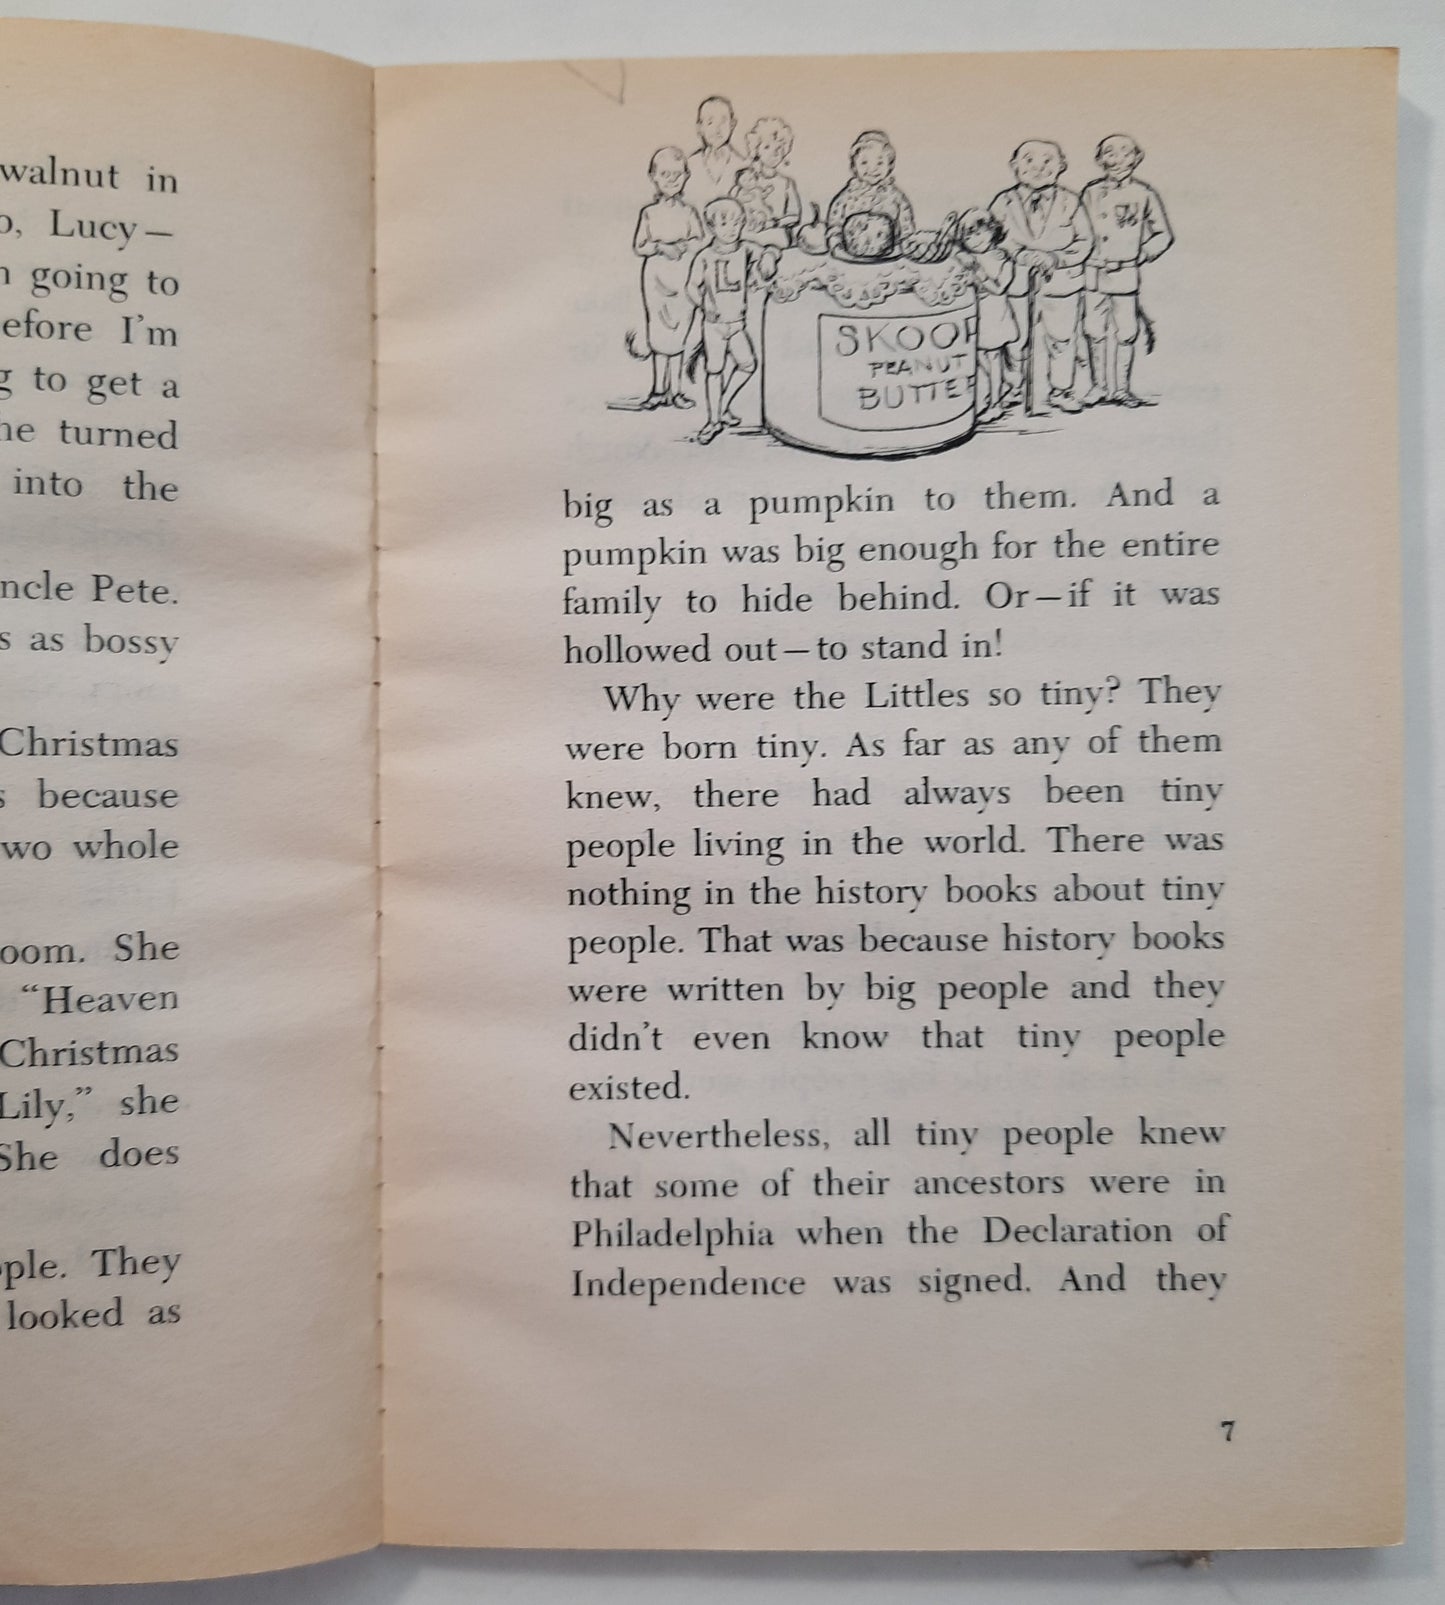 walnut in
Lucy—
going to
I'm
to get a
turned
into the
Pete.
as bossy
Christmas
because
whole
She
"Heaven
Christmas
Lily," she
She does
They
looked as
SKOOP
PEANUT
BUTTER
big as a pumpkin to them. And a
pumpkin was big enough for the entire
family to hide behind. Or—if it was
hollowed out—to stand in!
Why were the Littles so tiny? They
were born tiny. As far as any of them
knew, there had always been tiny
people living in the world. There was
nothing in the history books about tiny
people. That was because history books
were written by big people and they
didn't even know that tiny people
existed.
Nevertheless, all tiny people knew
that some of their ancestors were in
Philadelphia when the Declaration of
Independence was signed. And they
7